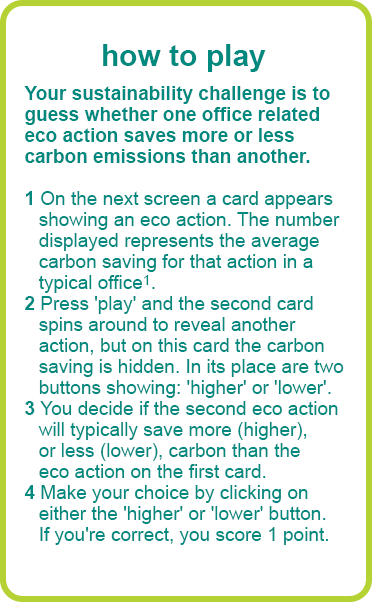 how to play
Your sustainability challenge is to
guess whether one office related
eco action saves more or less
carbon emissions than another.
1 On the next screen a card appears
showing an eco action. The number
displayed represents the average
carbon saving for that action in a
typical office¹.
2 Press 'play' and the second card
spins around to reveal another
action, but on this card the carbon
saving is hidden. In its place are two
buttons showing: 'higher' or 'lower'.
3 You decide if the second eco action
will typically save more (higher),
or less (lower), carbon than the
eco action on the first card.
4 Make your choice by clicking on
either the 'higher' or 'lower' button.
If you're correct, you score 1 point.